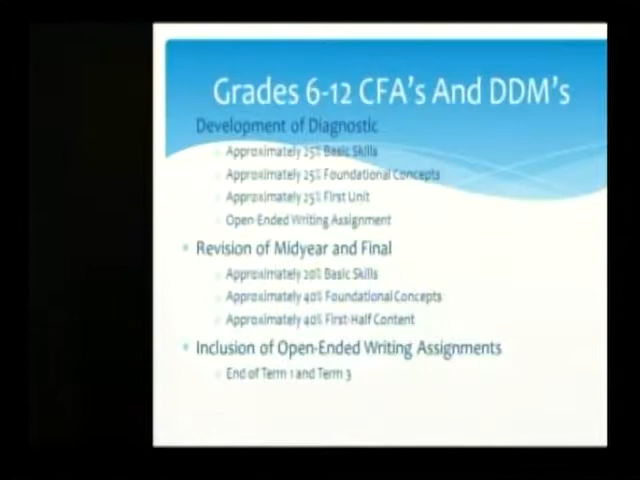 Grades 6-12 CFA's And DDM's
Development of Diagnostic
Approximately 25% Basic Skills
Approximately 25% Foundational Concepts
Approximately 25% First Unit
Open-Ended Writing Assignment
Revision of Midyear and Final
Approximately 20% Basic Skills
Approximately 40% Foundational Concepts
Approximately 40% First-Half Content
Inclusion of Open-Ended Writing Assignments
End of Term 1 and Term 3